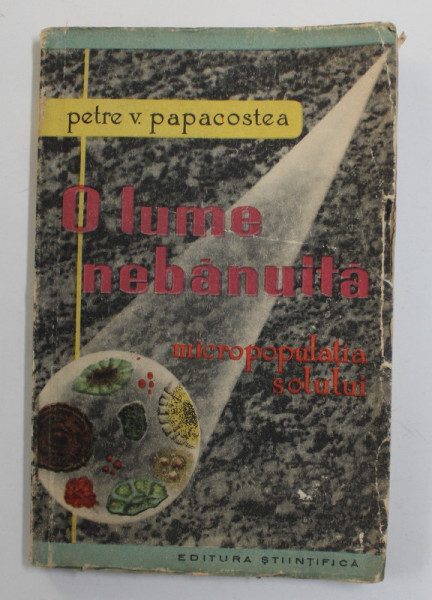 petre v. papacostea
O lume
nebănuită
micropopulația
solului
EDITURA ȘTIINȚIFICĂ